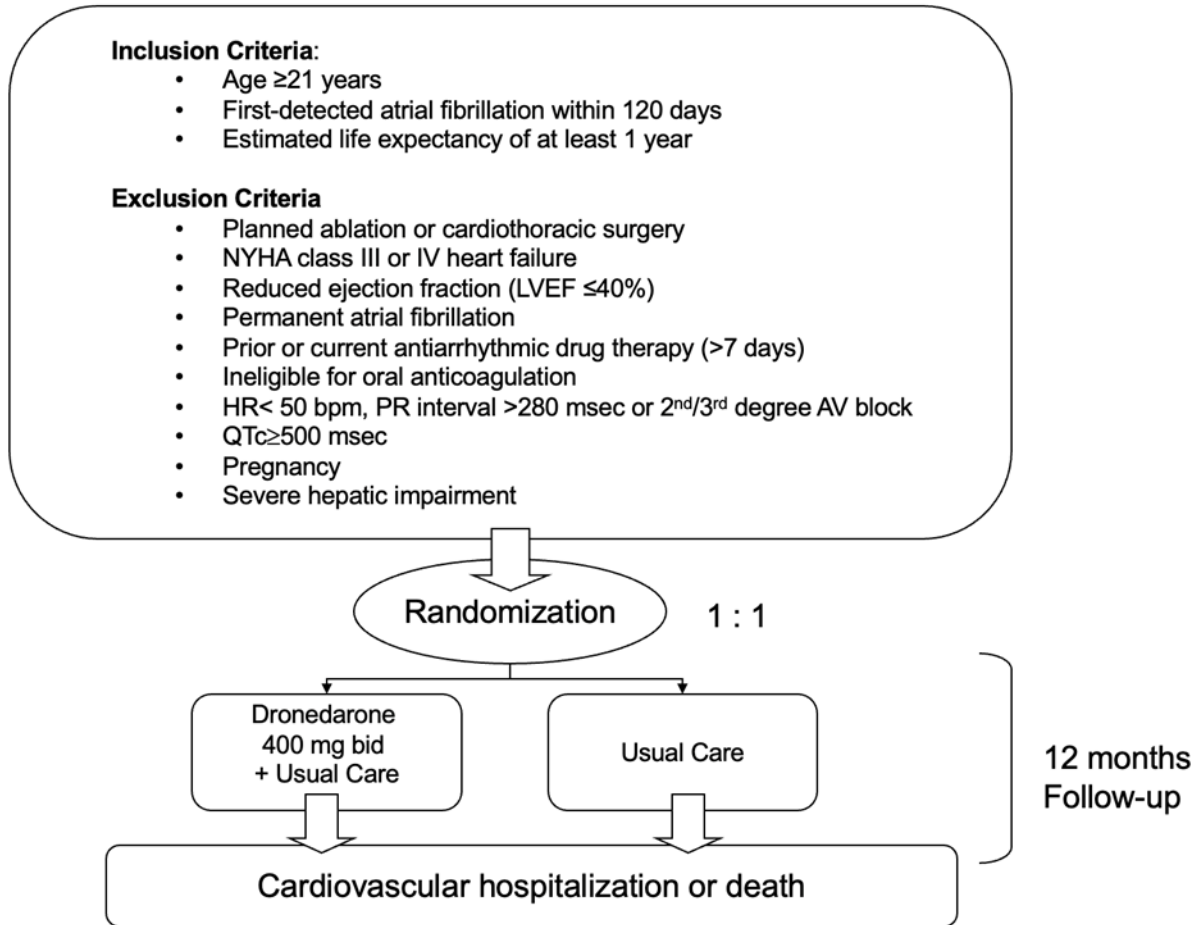 Inclusion Criteria:
• Age ≥21 years
• First-detected atrial fibrillation within 120 days
• Estimated life expectancy of at least 1 year
Exclusion Criteria
• Planned ablation or cardiothoracic surgery
• NYHA class III or IV heart failure
• Reduced ejection fraction (LVEF ≤40%)
• Permanent atrial fibrillation
• Prior or current antiarrhythmic drug therapy (>7 days)
• Ineligible for oral anticoagulation
• HR< 50 bpm, PR interval >280 msec or 2nd/3rd degree AV block
• QTc≥500 msec
• Pregnancy
• Severe hepatic impairment
Randomization
1 : 1
Dronedarone
400 mg bid
+ Usual Care
Usual Care
12 months
Follow-up
Cardiovascular hospitalization or death